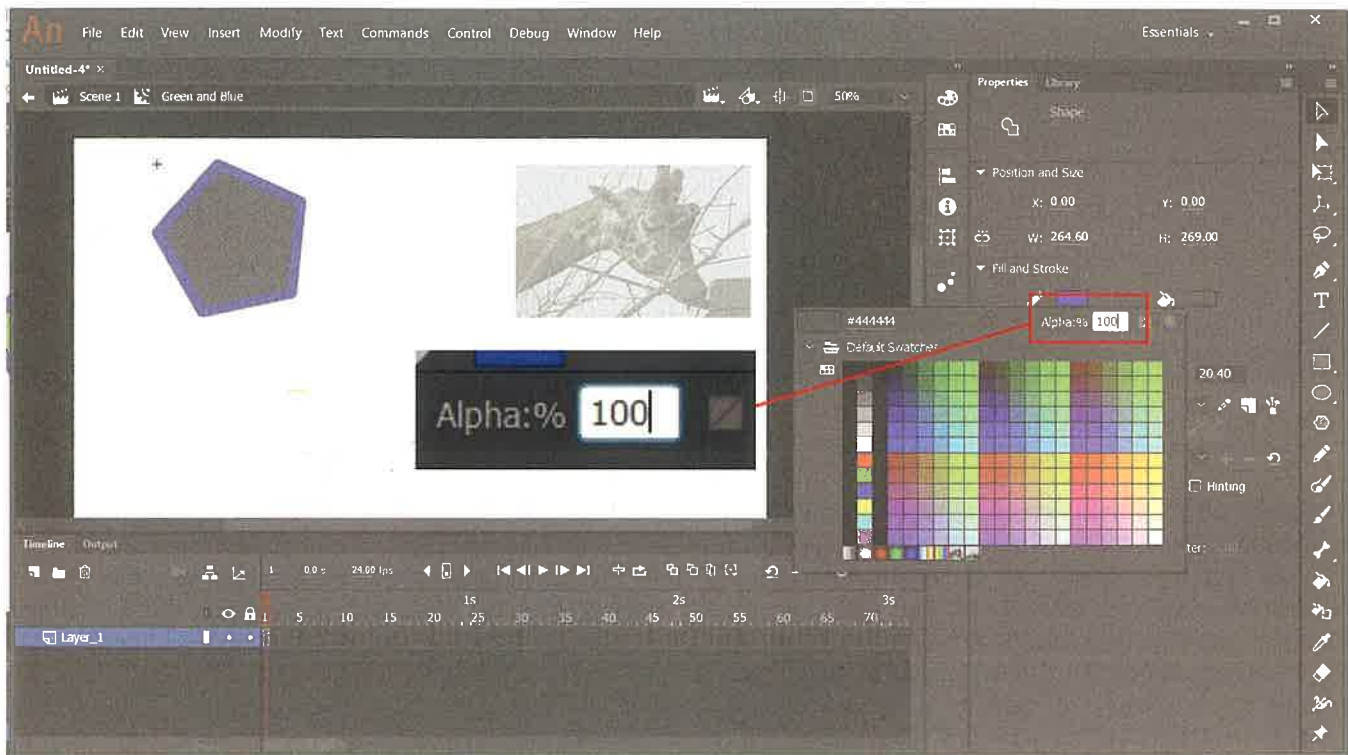 An File Edit View Insert Modify Text Commands Control Debug Window Help
Essentials
Untitled-4* ×
Scene 1 Green and Blue
50%
Properties Library
Shape
Position and Size
X: 0.00 Y: 0.00
W: 264.60 H: 269.00
Fill and Stroke
#444444
Alpha:% 100
Default Swatches
20.40
Hinting
Alpha:% 100
Timeline Output
1 0.0 s 24.00 fps
1s 2s 3s
1 5 10 15 20 25 30 35 40 45 50 55 60 65 70
Layer_1